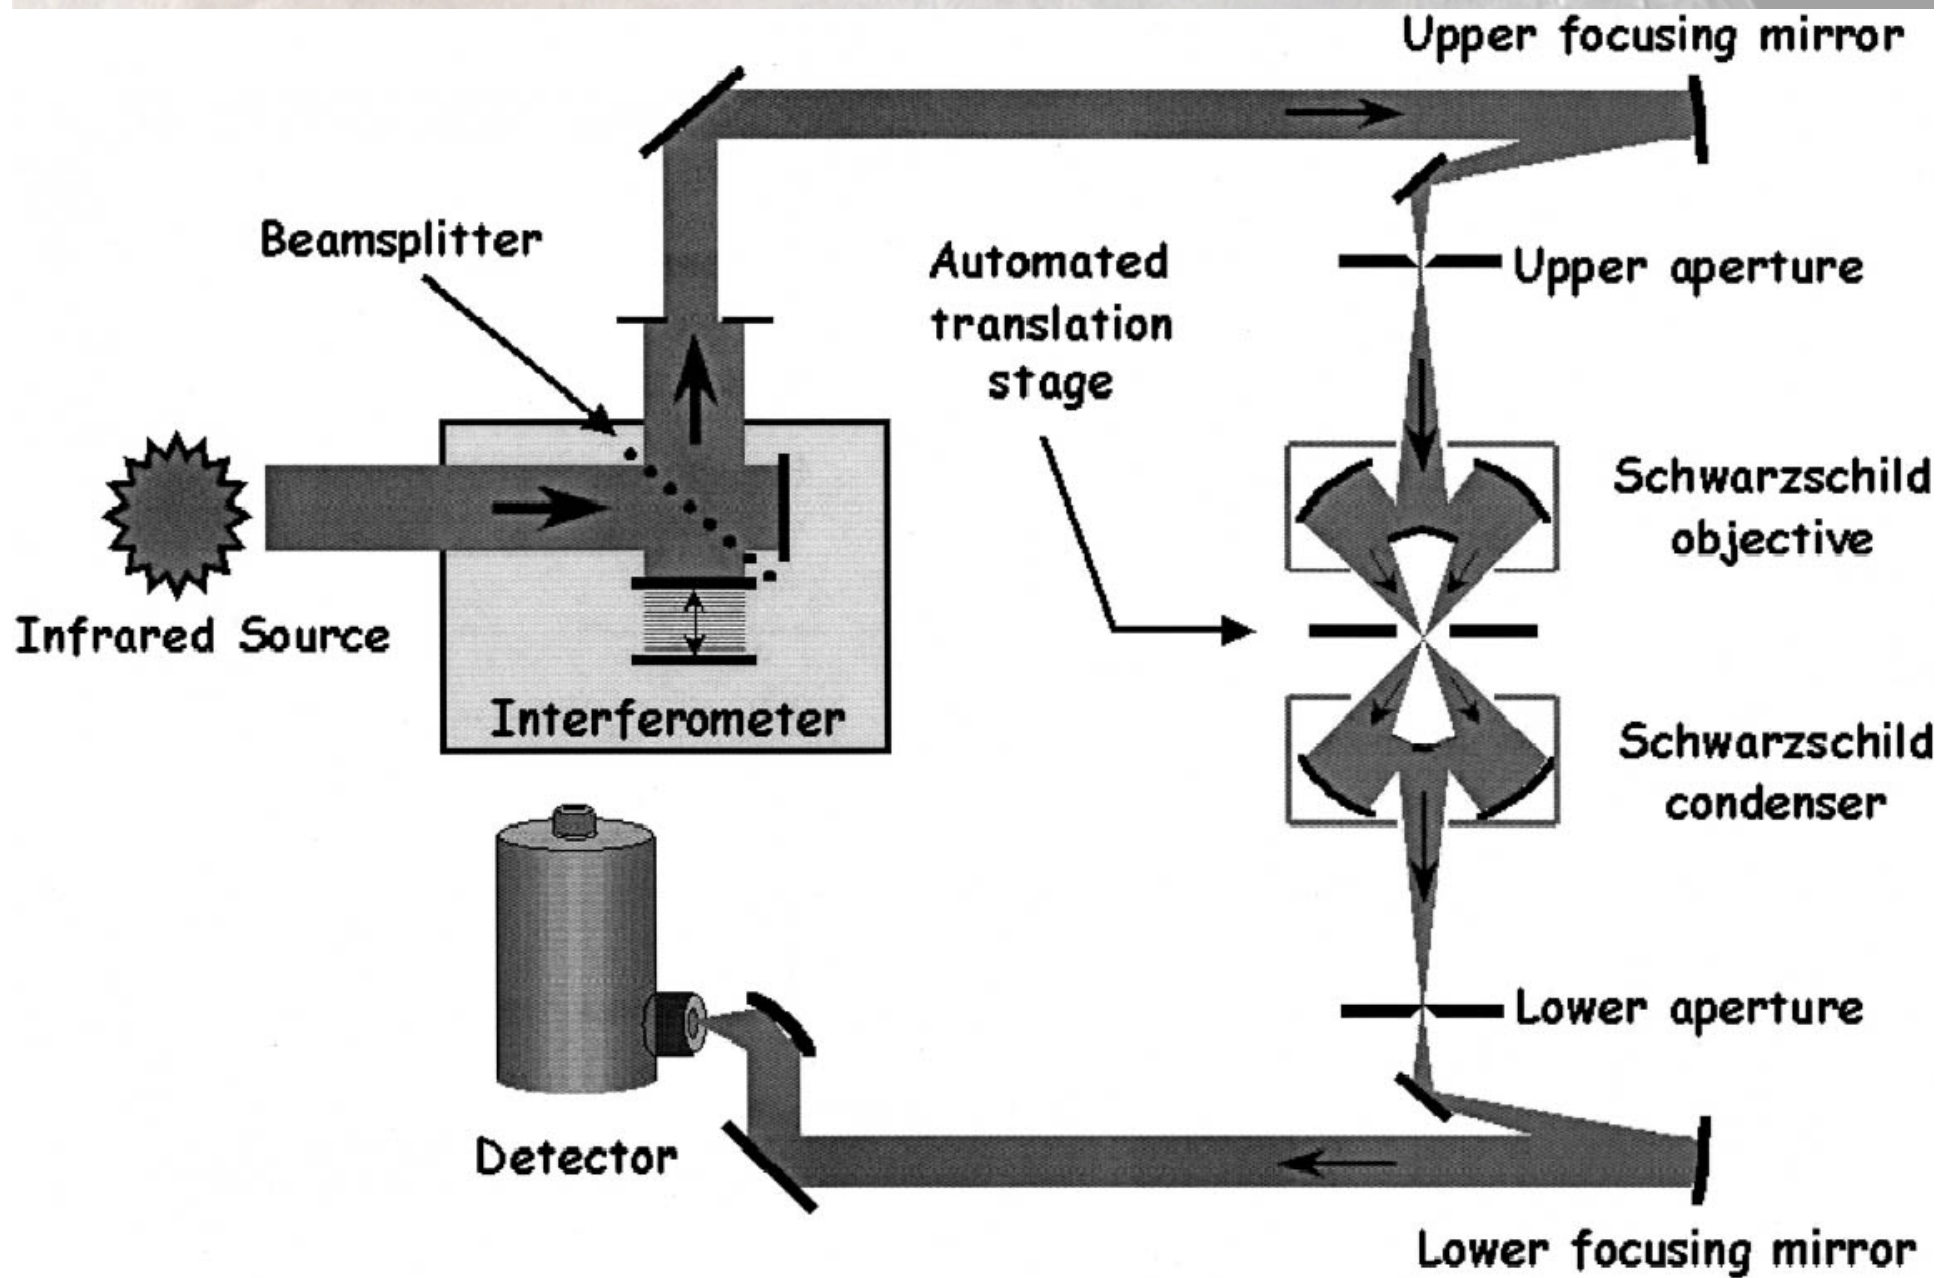 Upper focusing mirror
Beamsplitter
Automated
translation
stage
Upper aperture
Schwarzschild
objective
Infrared Source
Interferometer
Schwarzschild
condenser
Lower aperture
Detector
Lower focusing mirror